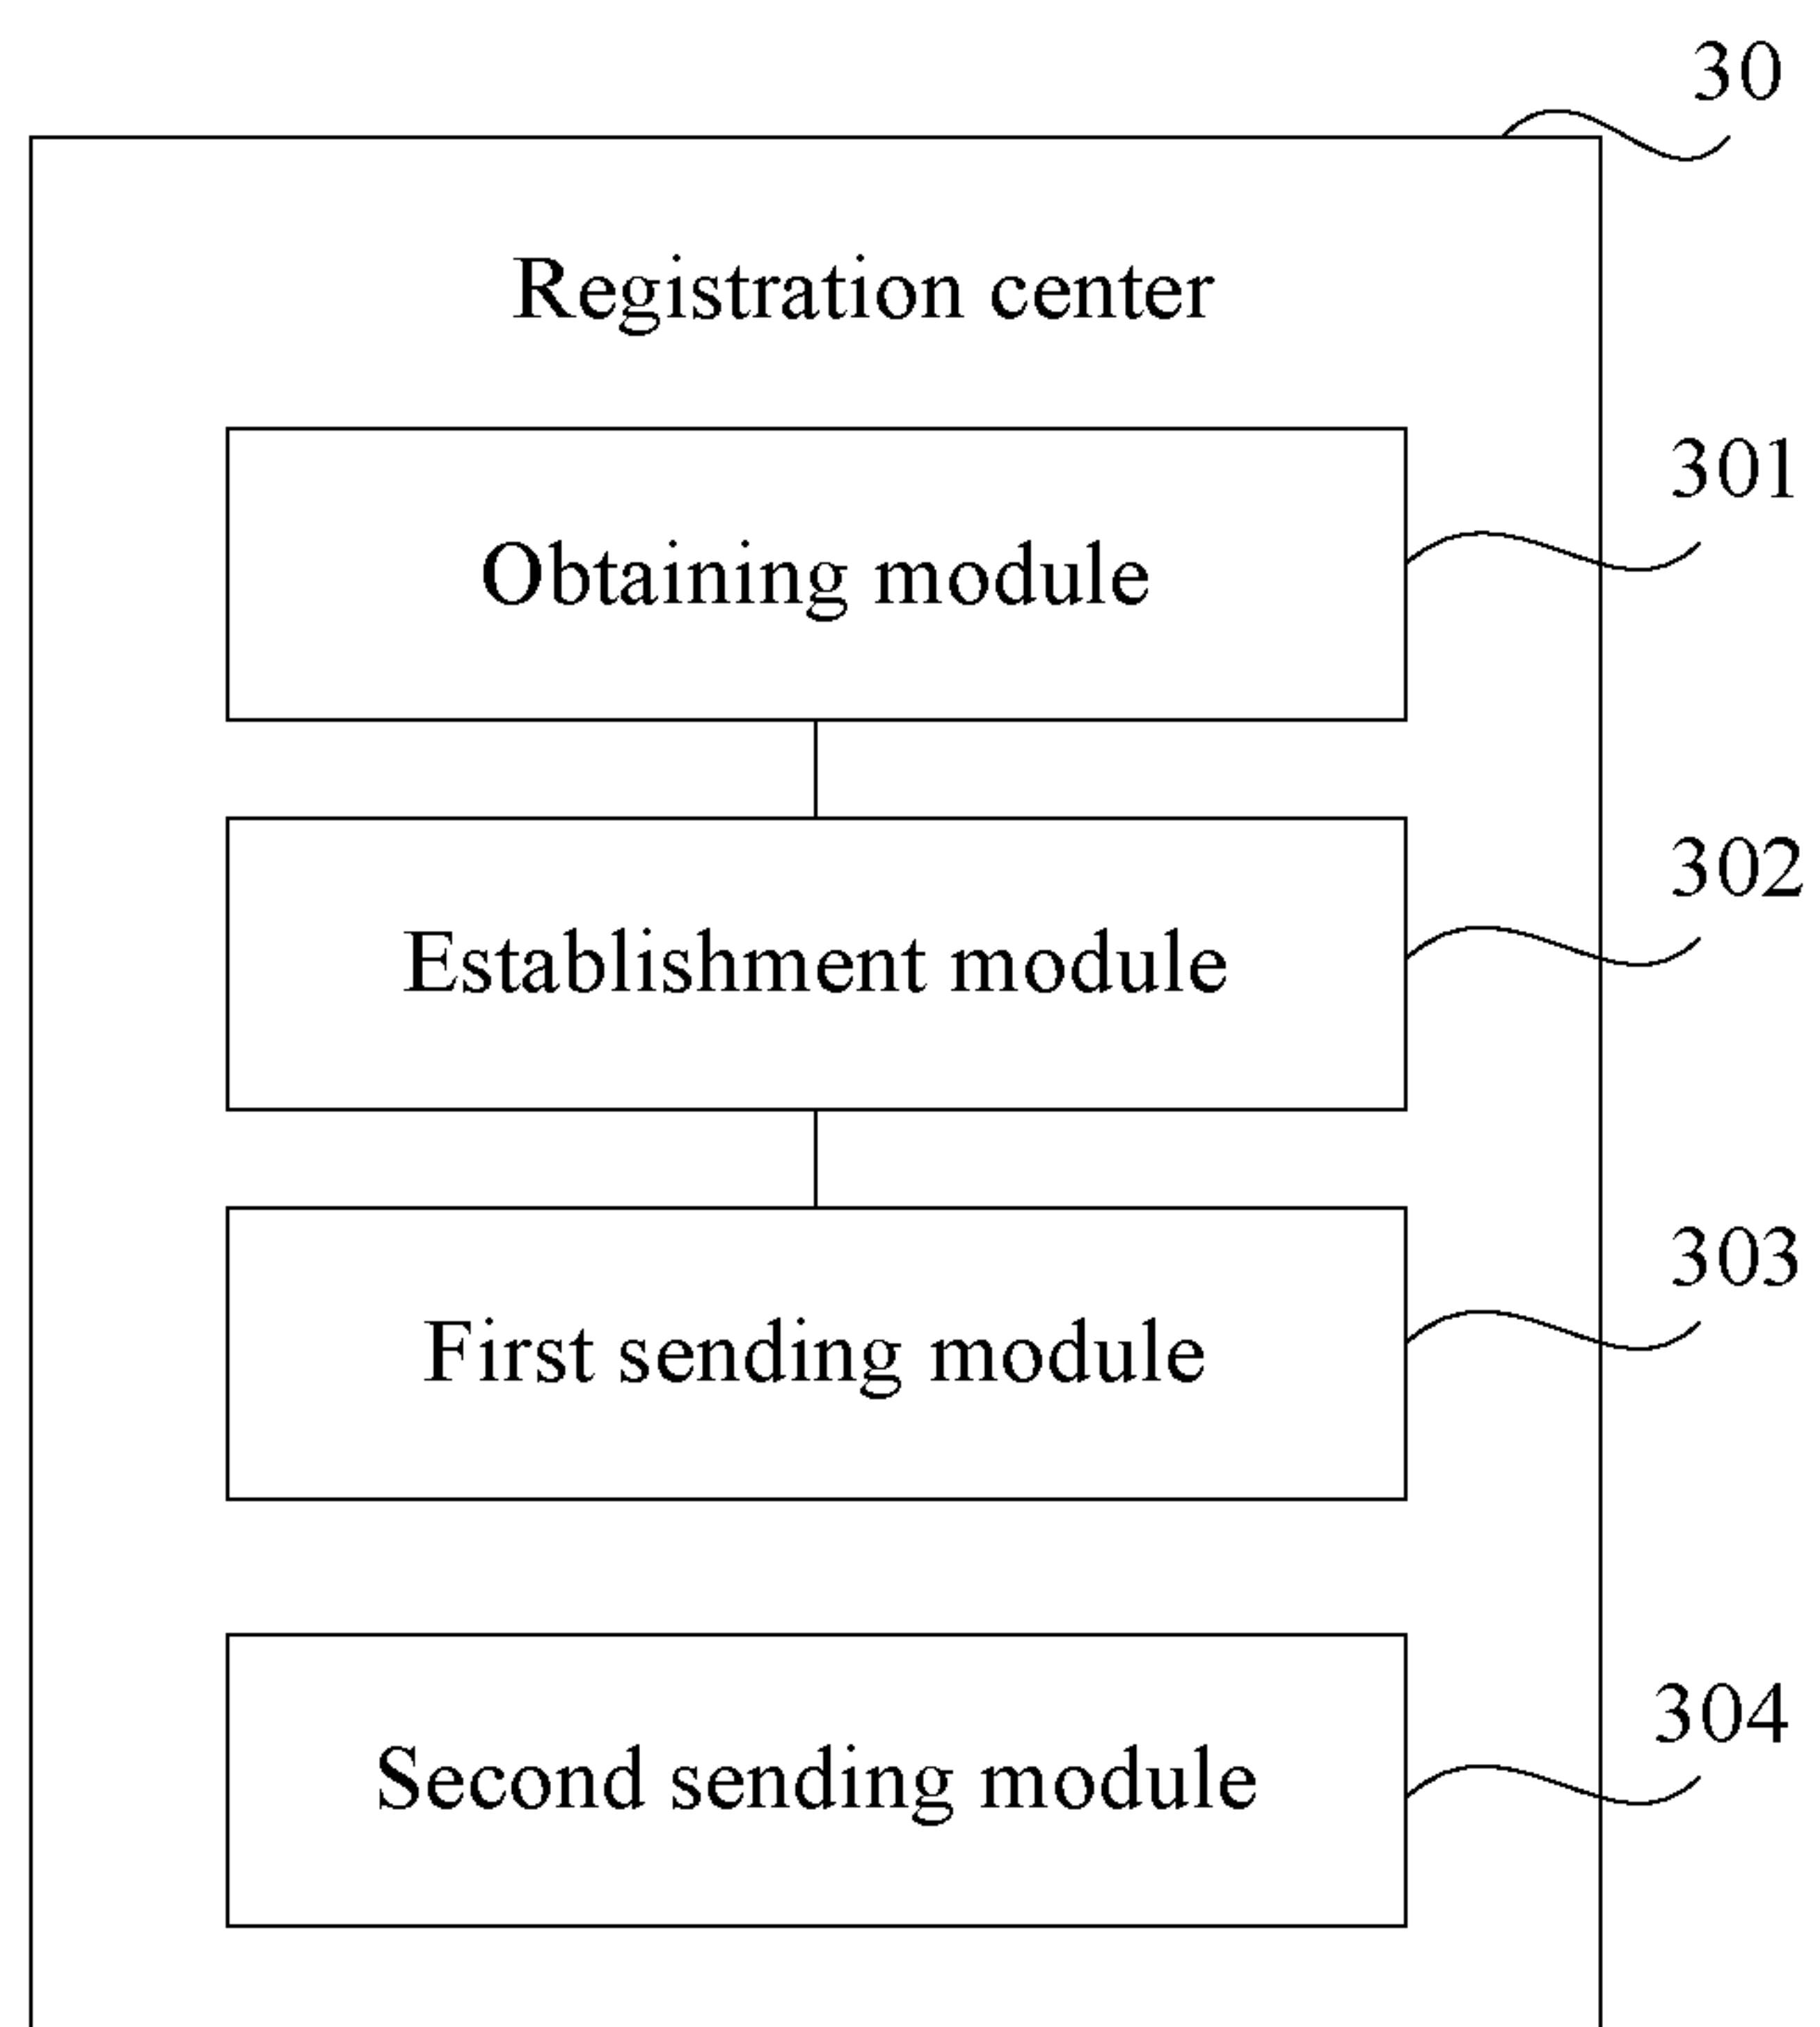 30
Registration center
301
Obtaining module
302
Establishment module
303
First sending module
304
Second sending module